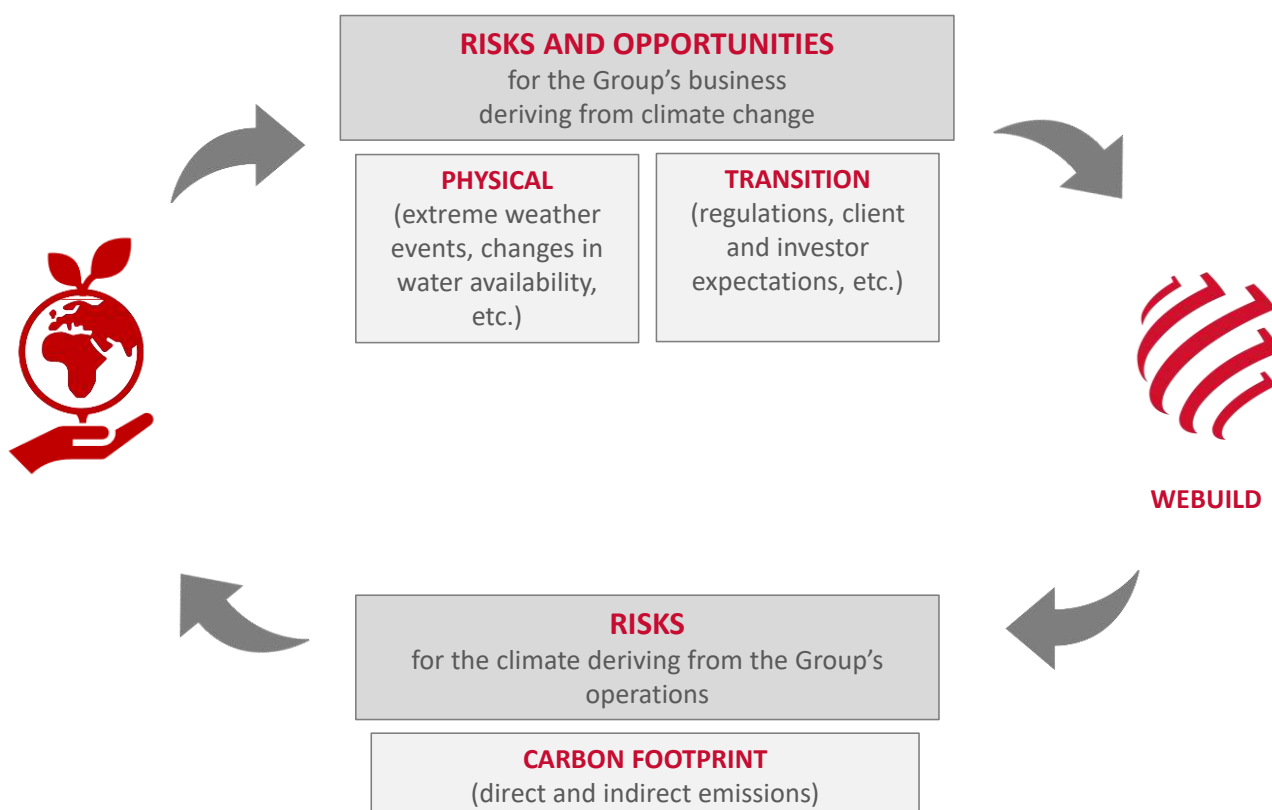 RISKS AND OPPORTUNITIES
for the Group’s business
deriving from climate change
PHYSICAL
(extreme weather
events, changes in
water availability,
etc.)
TRANSITION
(regulations, client
and investor
expectations, etc.)
WEBUILD
RISKS
for the climate deriving from the Group’s
operations
CARBON FOOTPRINT
(direct and indirect emissions)